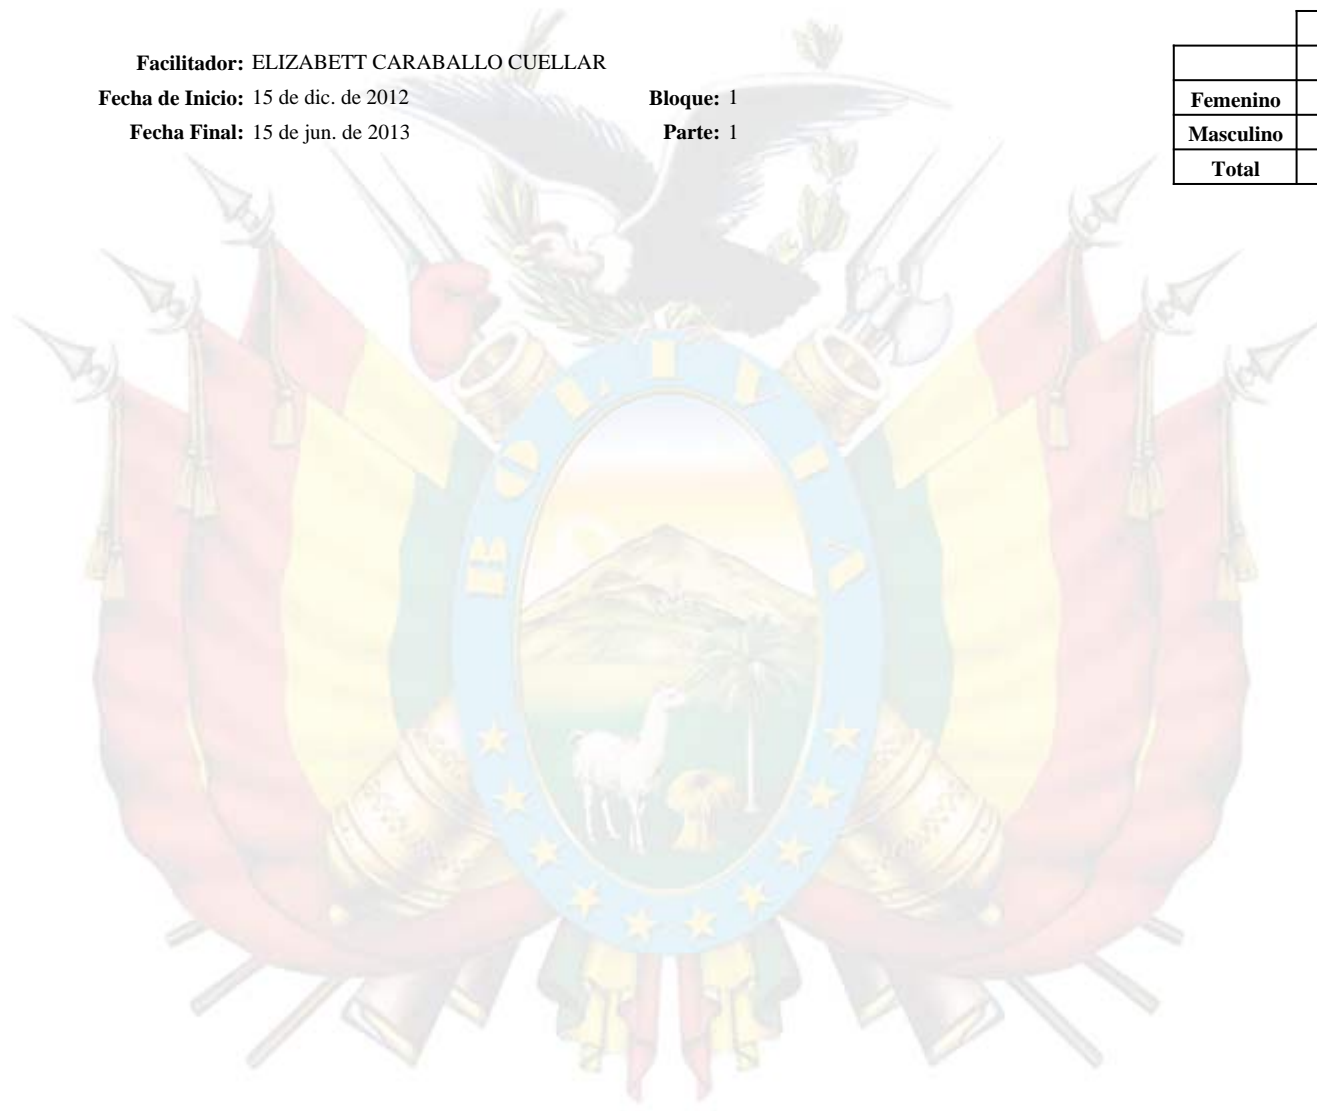 Facilitador: ELIZABETT CARABALLO CUELLAR
Fecha de Inicio: 15 de dic. de 2012 Bloque: 1
Fecha Final: 15 de jun. de 2013 Parte: 1
Femenino
Masculino
Total
BOLIVIA